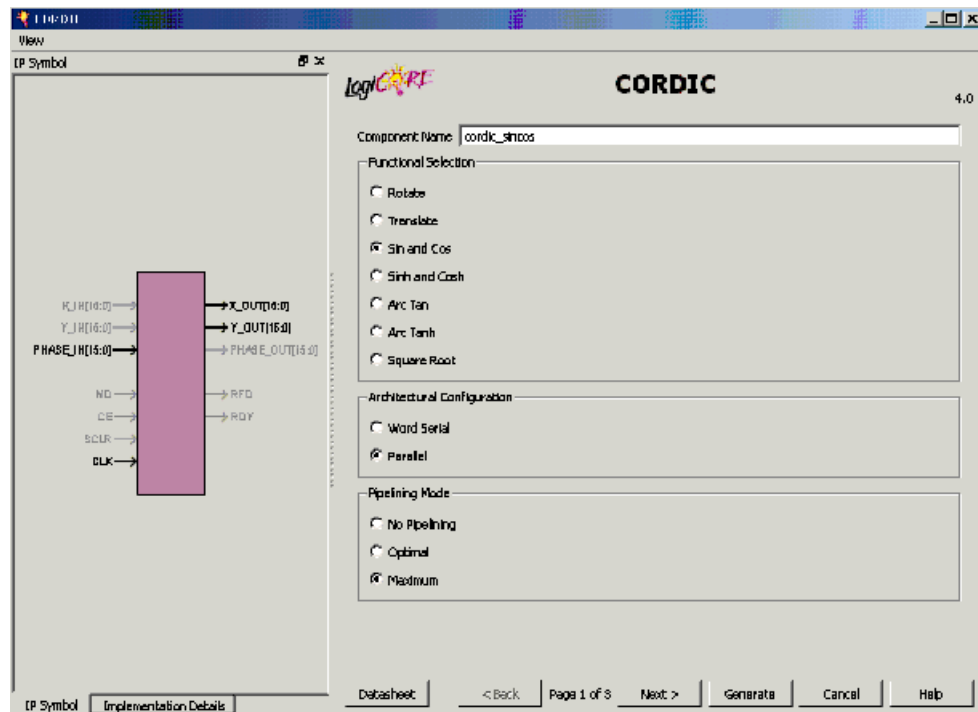 CORDIC
View
IP Symbol
LogiCORE
CORDIC
4.0
Component Name cordic_sincos
Functional Selection
Rotate
Translate
Sin and Cos
Sinh and Cosh
Arc Tan
Arc Tanh
Square Root
Architectural Configuration
Word Serial
Parallel
Pipelining Mode
No Pipelining
Optimal
Maximum
X_OUT[16:0]
Y_IN[16:0]
Y_OUT[16:0]
PHASE_IN[15:0]
PHASE_OUT[15:0]
ND
RFD
CE
RDY
SCLR
CLK
Datasheet
< Back
Page 1 of 3
Next >
Generate
Cancel
Help
IP Symbol
Implementation Details